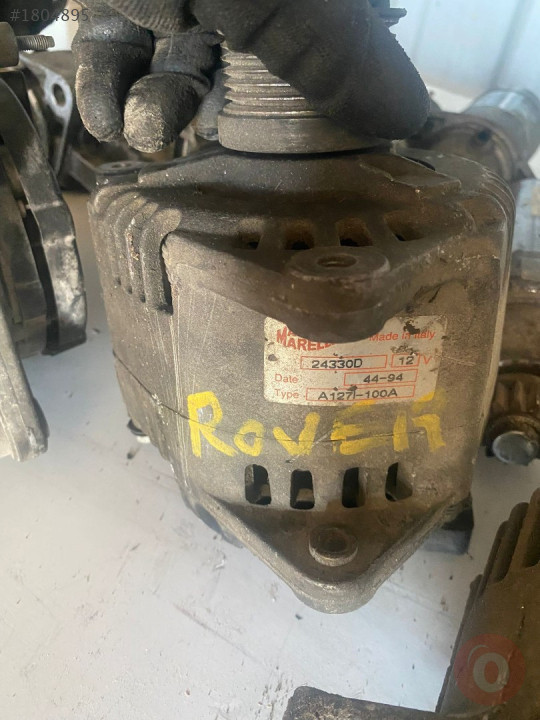 #1804895
MARELLI
Made in Italy
24330D 12 V
Date 44-94
Type A127I-100A
ROVER
Q